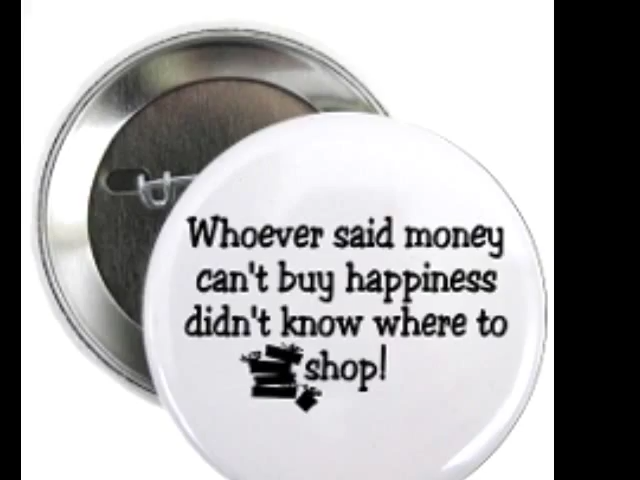 Whoever said money
can't buy happiness
didn't know where to
shop!